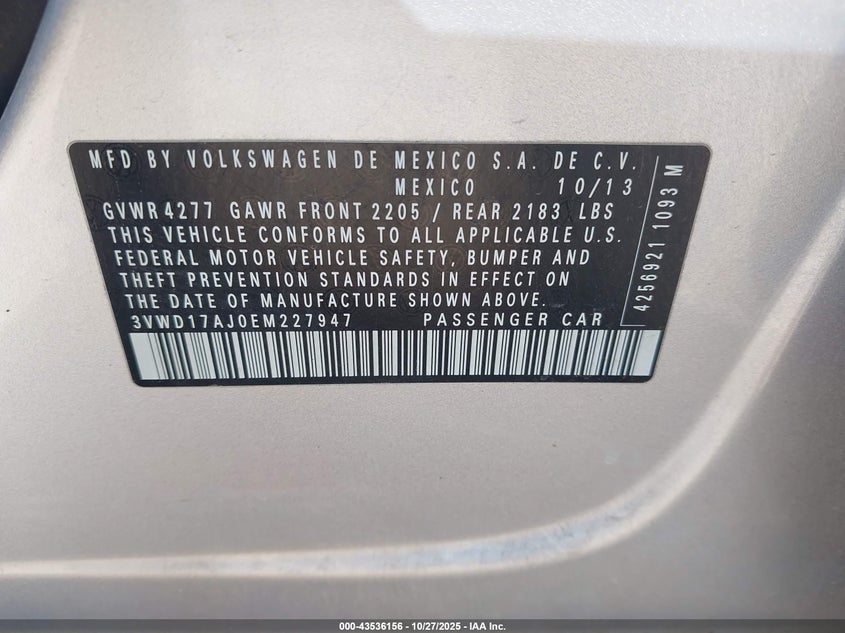 MFD BY VOLKSWAGEN DE MEXICO S.A. DE C.V.
MEXICO 10/13
GVWR 4277 GAWR FRONT 2205 / REAR 2183 LBS
THIS VEHICLE CONFORMS TO ALL APPLICABLE U.S.
FEDERAL MOTOR VEHICLE SAFETY, BUMPER AND
THEFT PREVENTION STANDARDS IN EFFECT ON
THE DATE OF MANUFACTURE SHOWN ABOVE.
3VWD17AJ0EM227947 PASSENGER CAR
4256921 1093 M
000-43536156 - 10/27/2025 - IAA Inc.